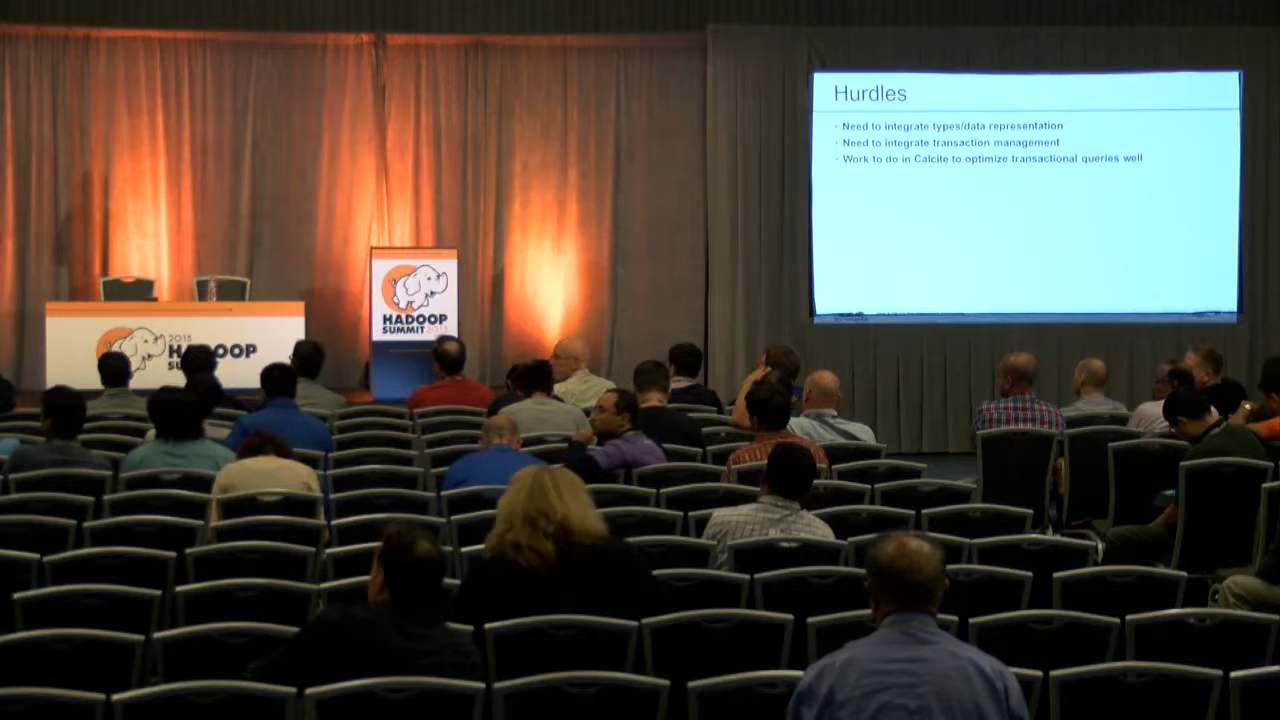 Hurdles
· Need to integrate types/data representation
· Need to integrate transaction management
· Work to do in Calcite to optimize transactional queries well
HADOOP
SUMMIT 2015
2015
HADOOP